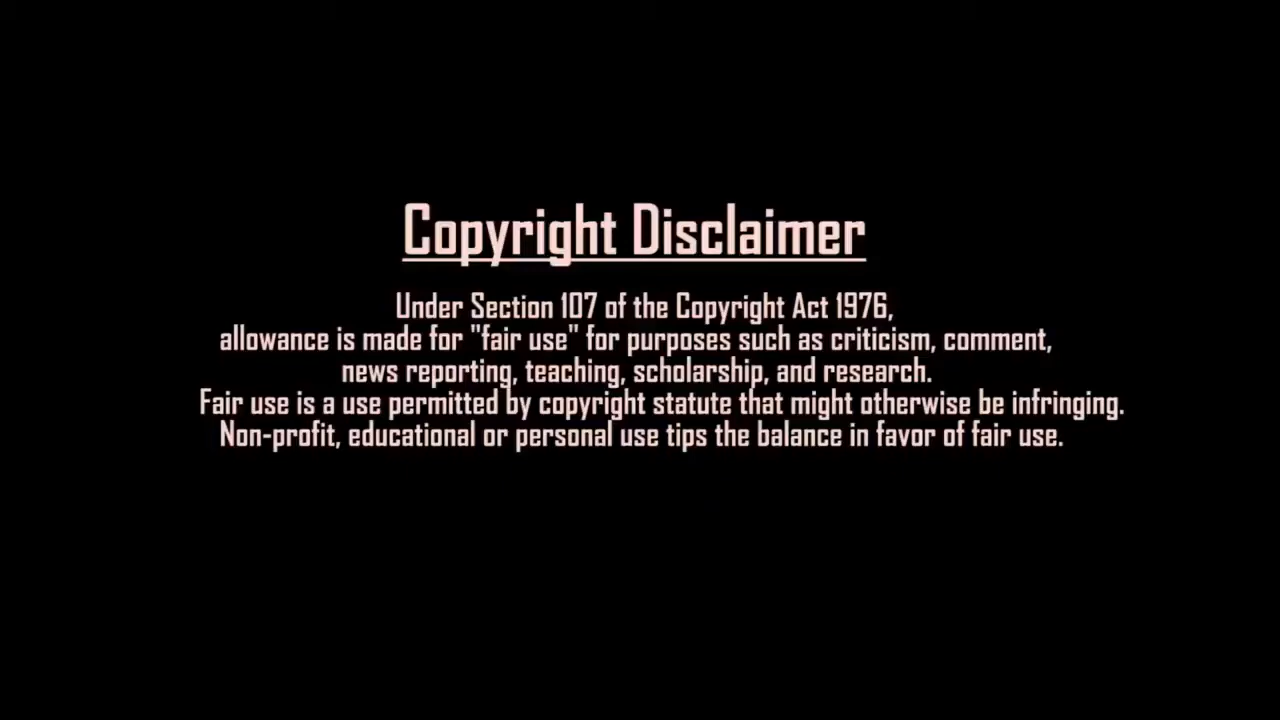 Copyright Disclaimer
Under Section 107 of the Copyright Act 1976,
allowance is made for "fair use" for purposes such as criticism, comment,
news reporting, teaching, scholarship, and research.
Fair use is a use permitted by copyright statute that might otherwise be infringing.
Non-profit, educational or personal use tips the balance in favor of fair use.